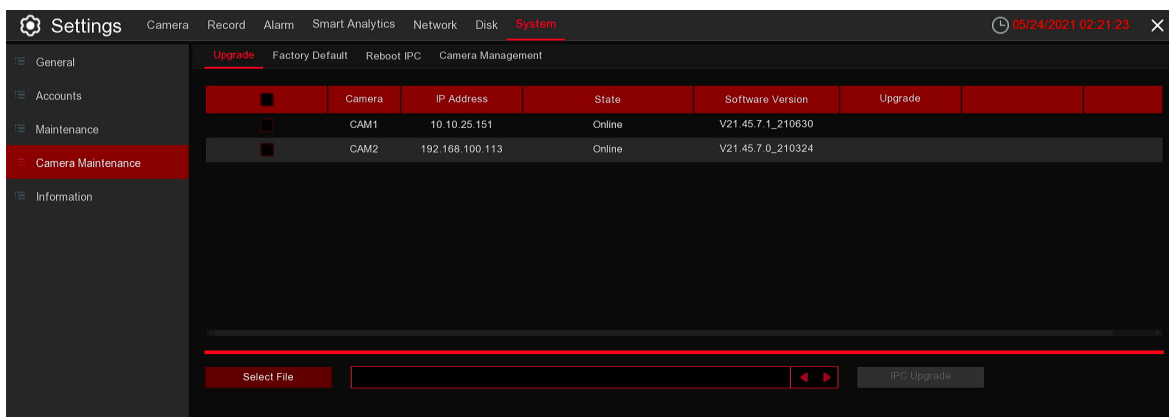 Settings Camera Record Alarm Smart Analytics Network Disk System 05/24/2021 02:21:23
Upgrade Factory Default Reboot IPC Camera Management
General
Accounts
Maintenance
Camera Maintenance
Information
Camera IP Address State Software Version Upgrade
CAM1 10.10.25.151 Online V21.45.7.1_210630
CAM2 192.168.100.113 Online V21.45.7.0_210324
Select File IPC Upgrade